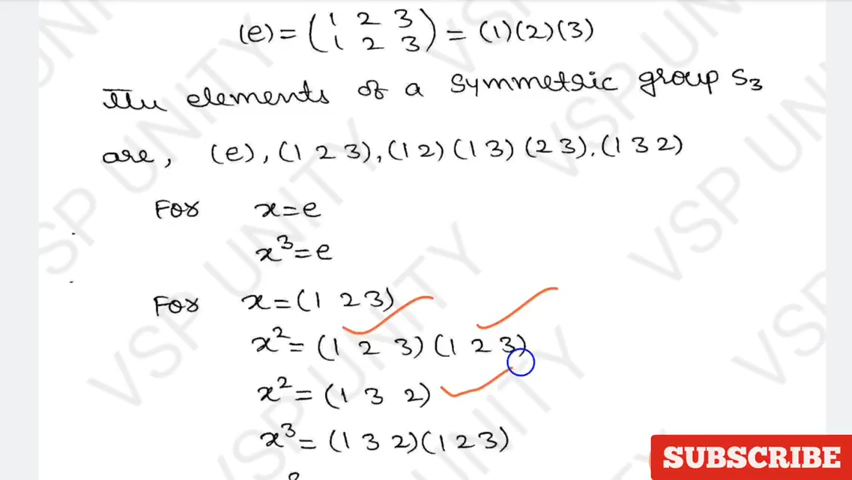 (e) = (1 2 3 / 1 2 3) = (1)(2)(3)
The elements of a symmetric group S₃
are, (e), (1 2 3), (1 2) (1 3) (2 3). (1 3 2)
For x = e
x³ = e
For x = (1 2 3)
x² = (1 2 3) (1 2 3)
x² = (1 3 2)
x³ = (1 3 2)(1 2 3)
SUBSCRIBE
VSP UNITY